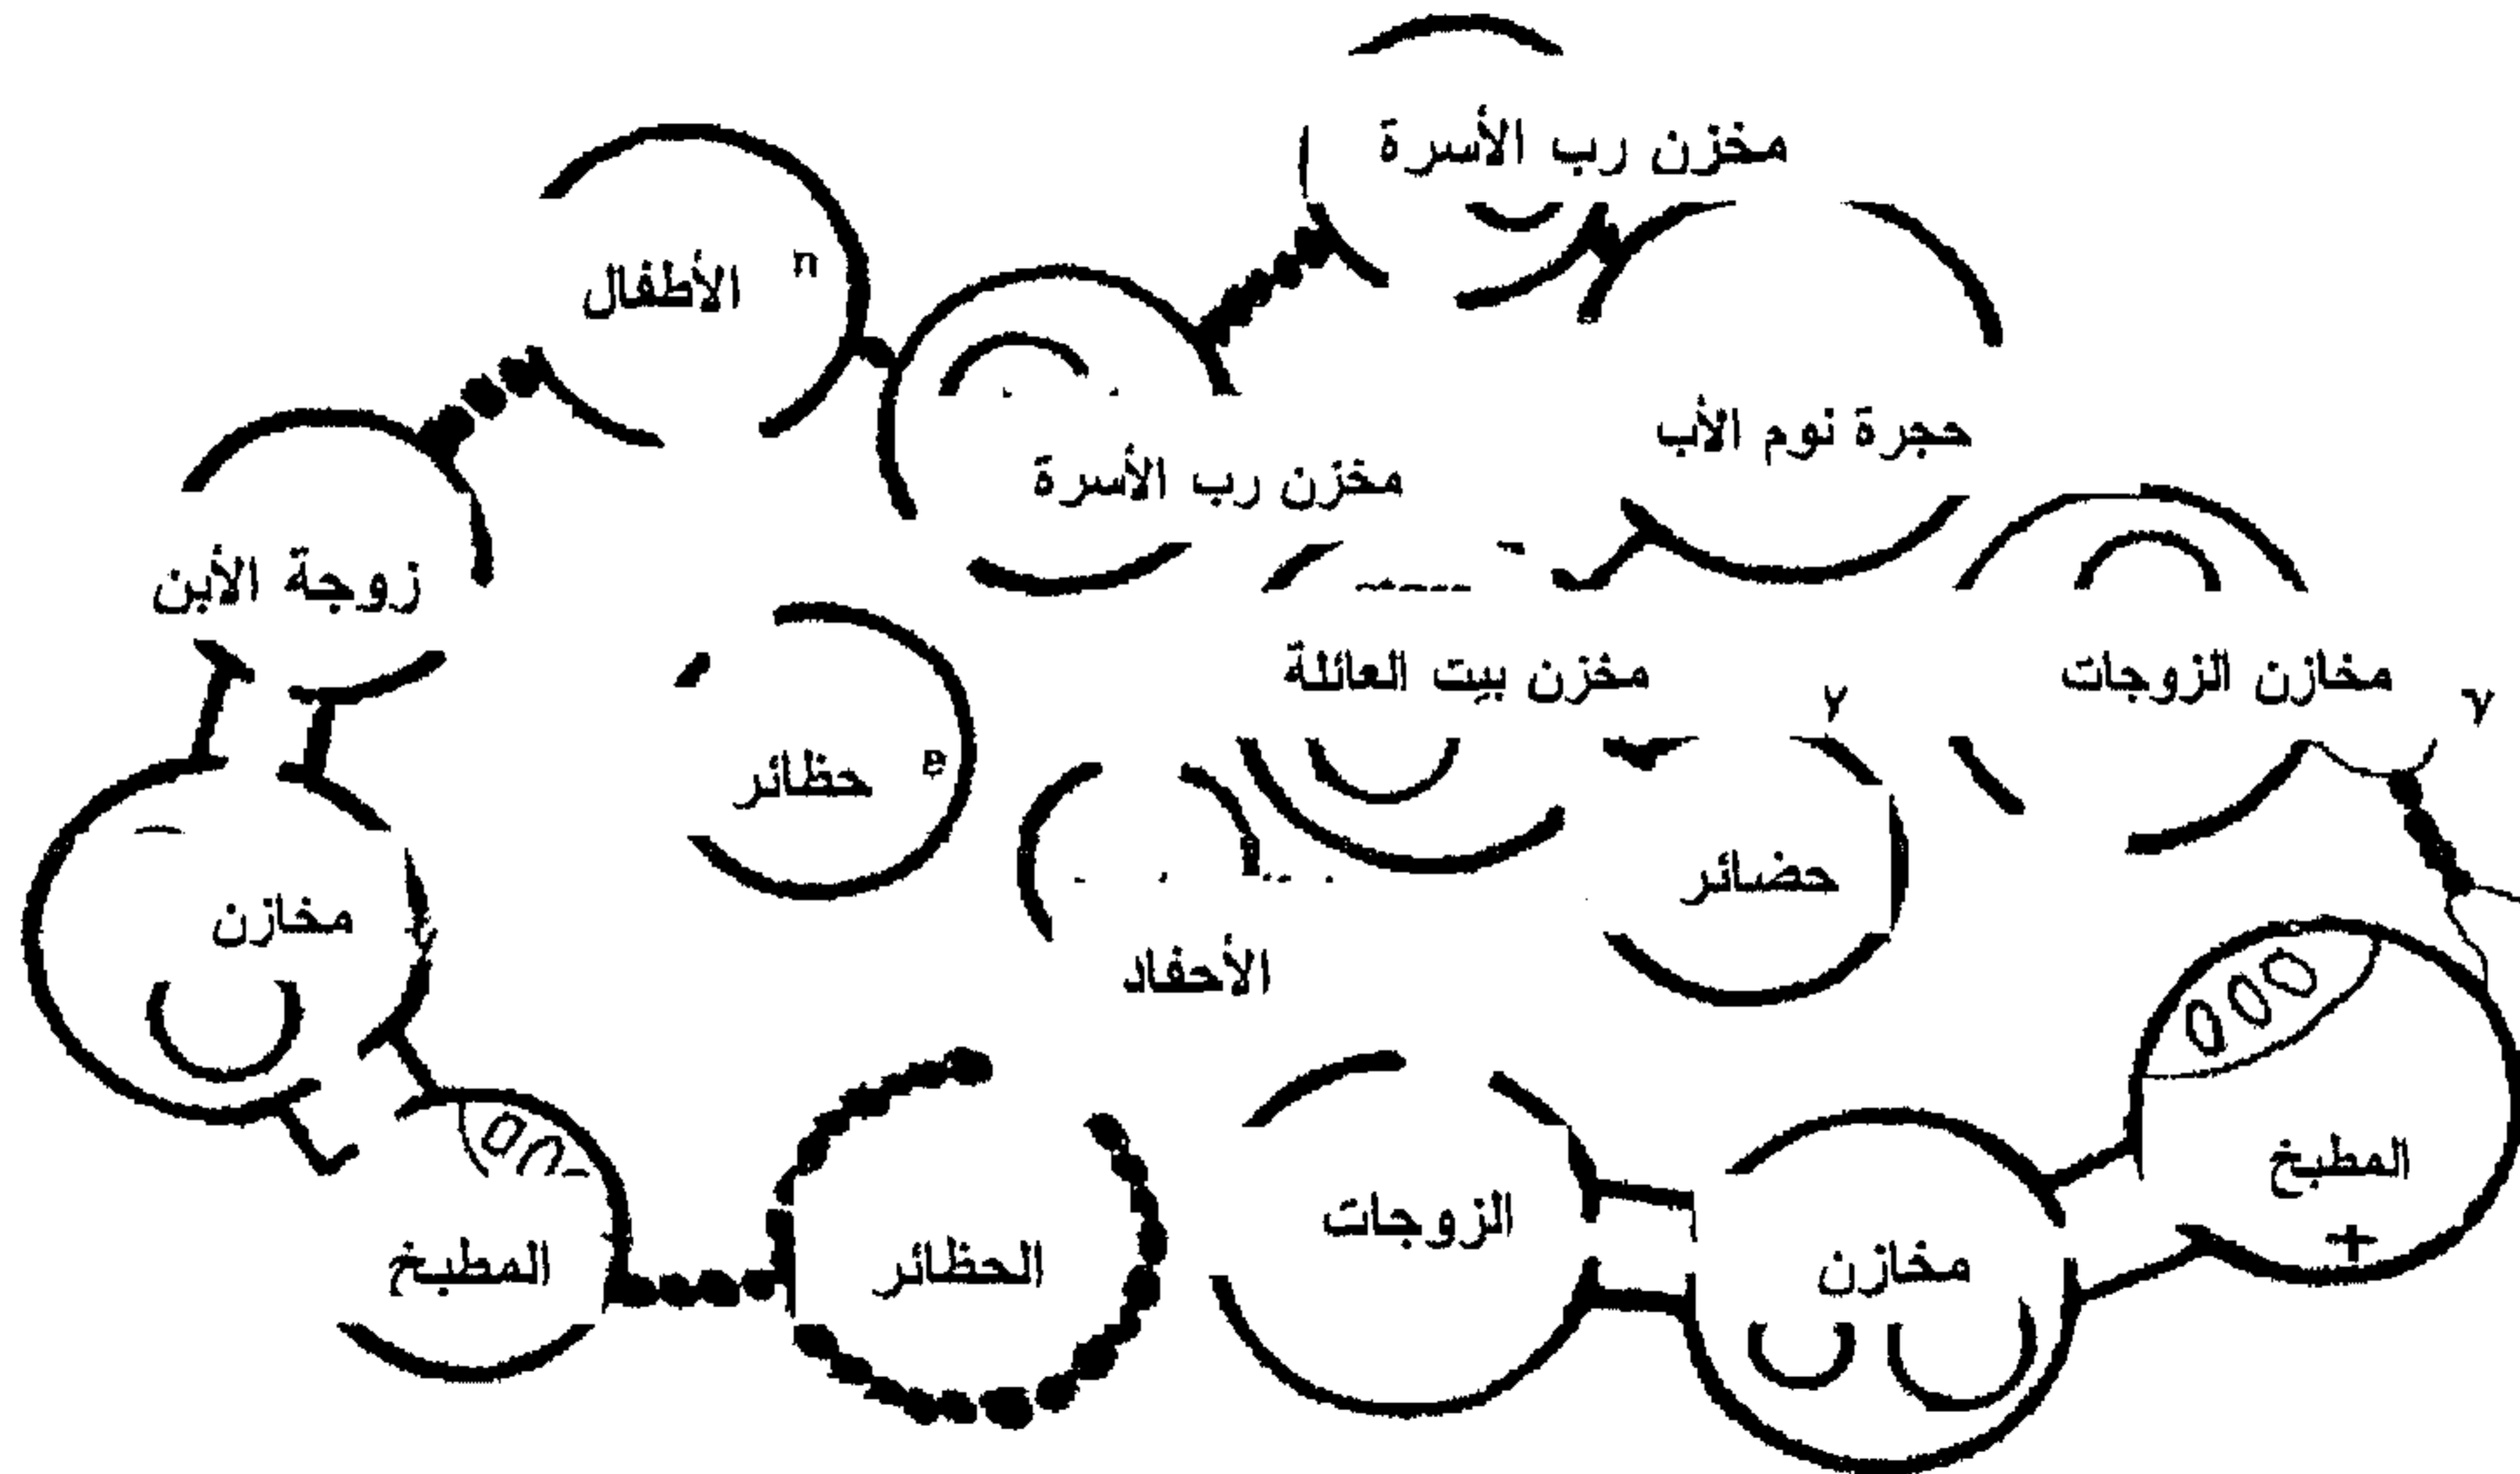 مخزن رب الأسرة
الأطفال
n
حجرة نوم الأب
مخزن رب الأسرة
زوجة الأبن
مخازن الزوجات
مخزن بيت العائلة
y
y
حظائر
e
حضائر
مخازن
الأحفاد
المطبخ
+
الزوجات
مخازن
الحظائر
المطبخ